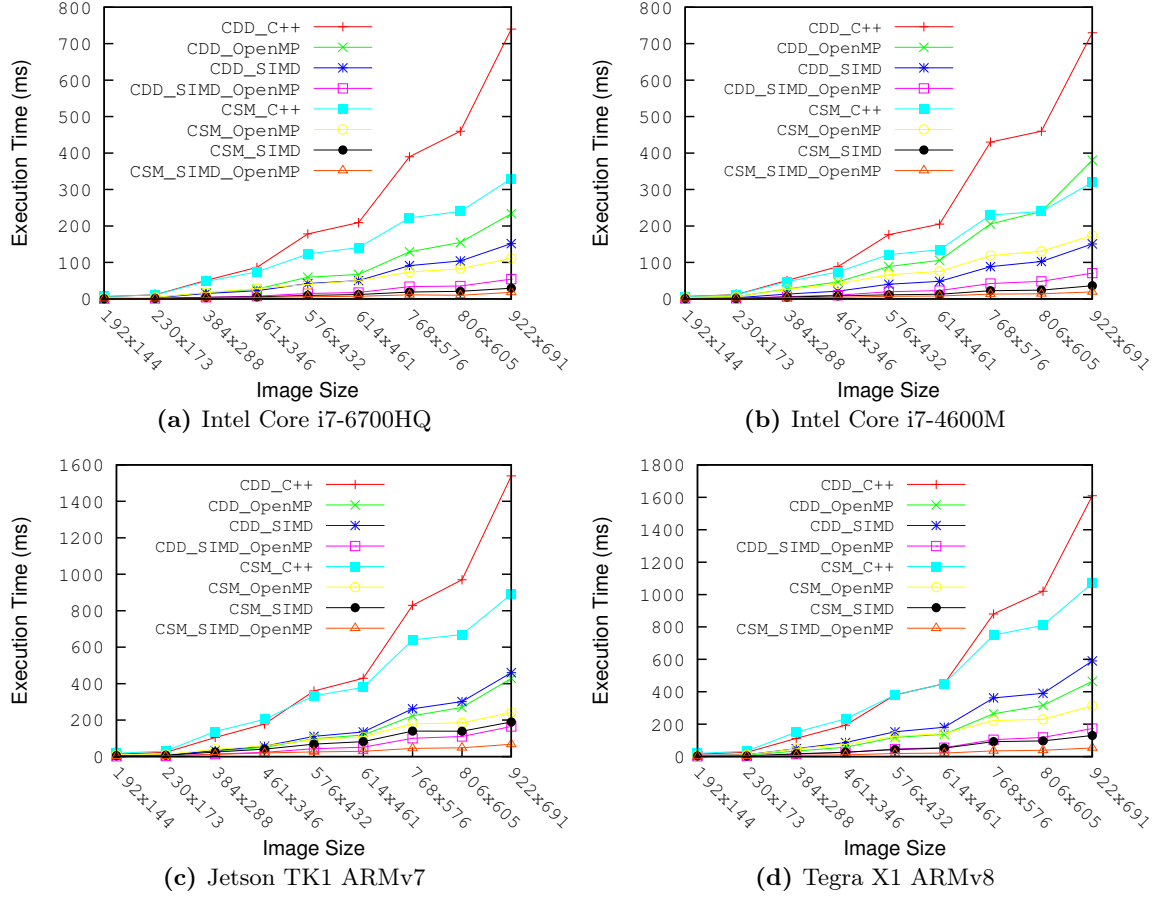 800
700
600
500
400
300
200
100
0
Execution Time (ms)
CDD_C++
CDD_OpenMP
CDD_SIMD
CDD_SIMD_OpenMP
CSM_C++
CSM_OpenMP
CSM_SIMD
CSM_SIMD_OpenMP
192x144
230x173
384x288
461x346
576x432
614x461
768x576
806x605
922x691
Image Size
(a) Intel Core i7-6700HQ
800
700
600
500
400
300
200
100
0
Execution Time (ms)
CDD_C++
CDD_OpenMP
CDD_SIMD
CDD_SIMD_OpenMP
CSM_C++
CSM_OpenMP
CSM_SIMD
CSM_SIMD_OpenMP
192x144
230x173
384x288
461x346
576x432
614x461
768x576
806x605
922x691
Image Size
(b) Intel Core i7-4600M
1600
1400
1200
1000
800
600
400
200
0
Execution Time (ms)
CDD_C++
CDD_OpenMP
CDD_SIMD
CDD_SIMD_OpenMP
CSM_C++
CSM_OpenMP
CSM_SIMD
CSM_SIMD_OpenMP
192x144
230x173
384x288
461x346
576x432
614x461
768x576
806x605
922x691
Image Size
(c) Jetson TK1 ARMv7
1800
1600
1400
1200
1000
800
600
400
200
0
Execution Time (ms)
CDD_C++
CDD_OpenMP
CDD_SIMD
CDD_SIMD_OpenMP
CSM_C++
CSM_OpenMP
CSM_SIMD
CSM_SIMD_OpenMP
192x144
230x173
384x288
461x346
576x432
614x461
768x576
806x605
922x691
Image Size
(d) Tegra X1 ARMv8